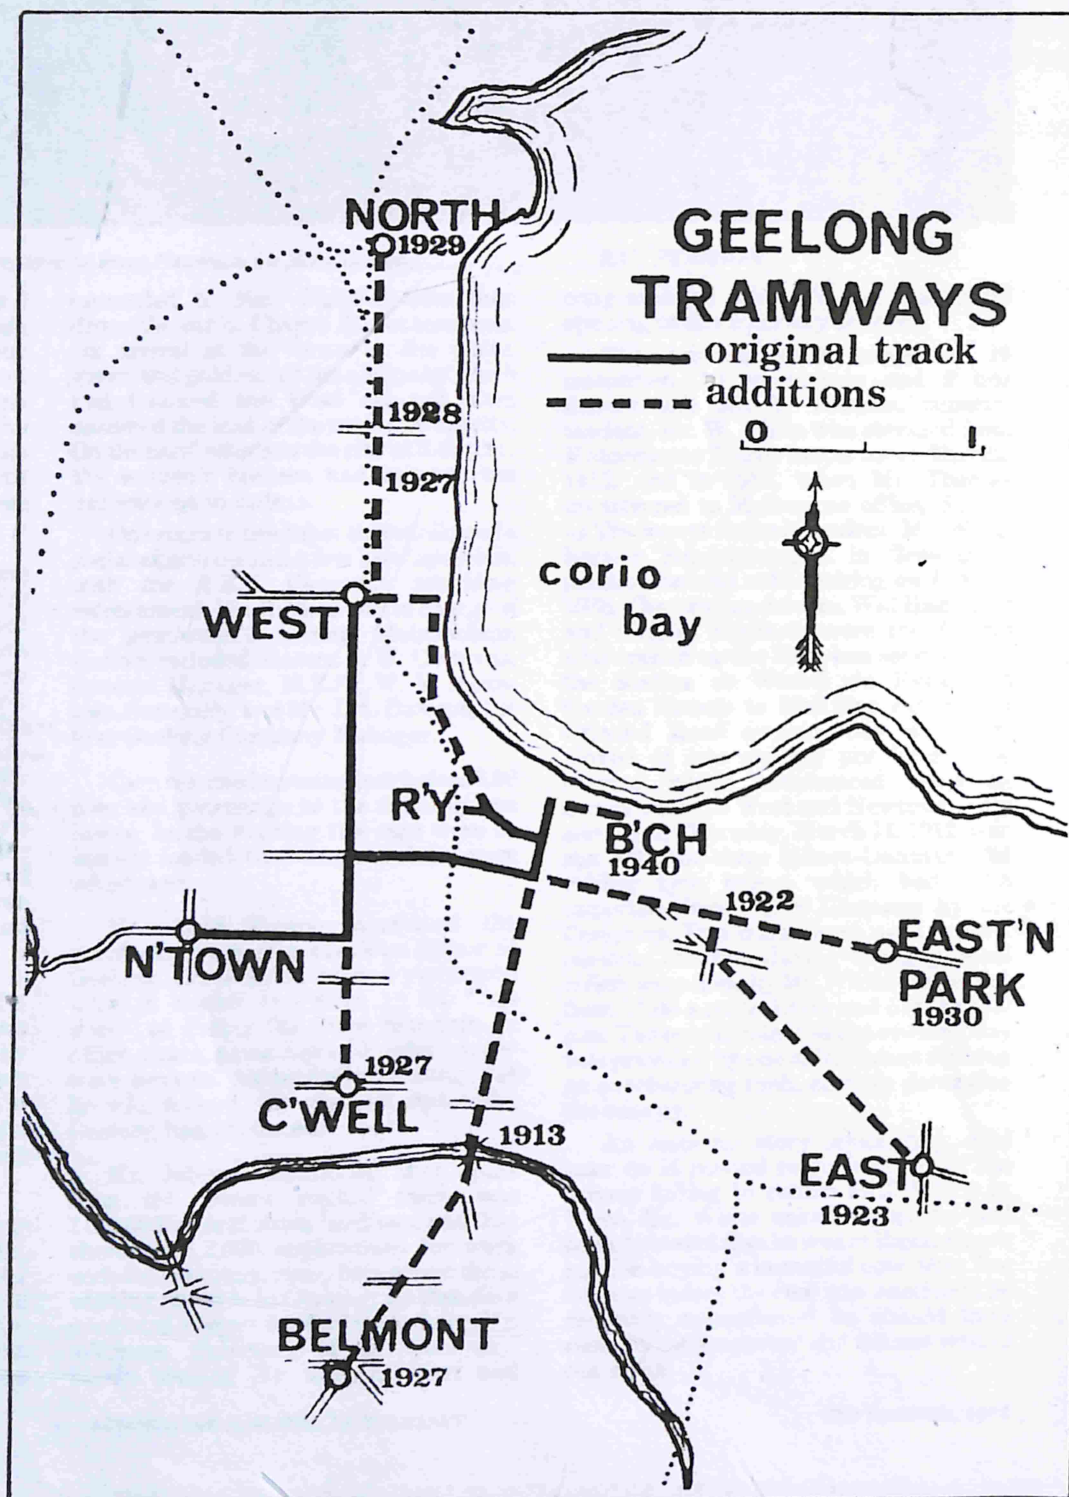 GEELONG
TRAMWAYS
original track
additions
0 1
NORTH
1929
1928
1927
WEST
corio
bay
R'Y
B'CH
1940
1922
EAST'N
PARK
1930
N'TOWN
1927
C'WELL
1913
EAST
1923
BELMONT
1927